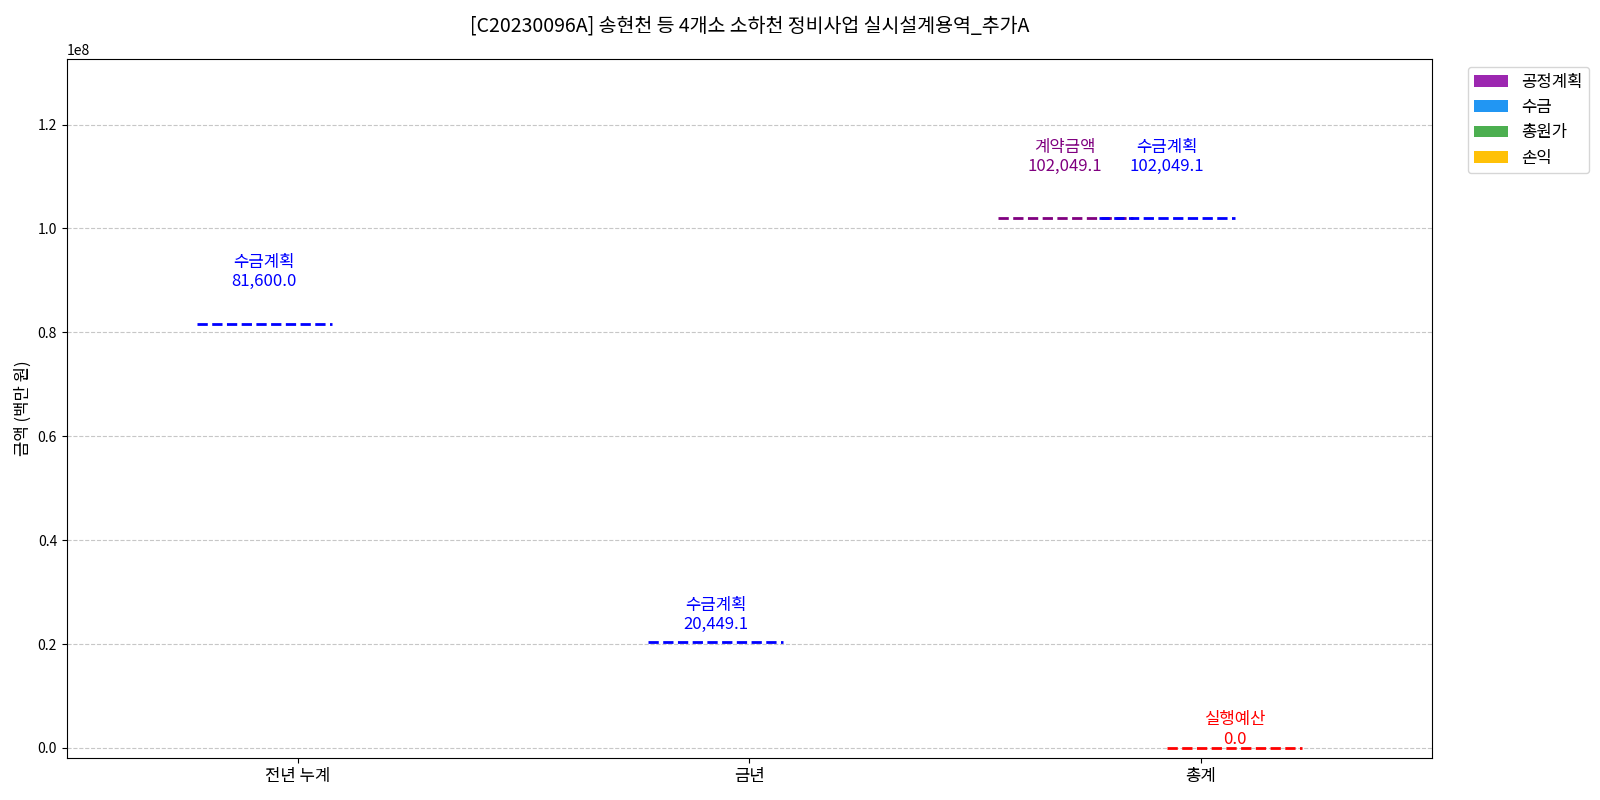 [C20230096A] 송현천 등 4개소 소하천 정비사업 실시설계용역_추가A
1e8
금액 (백만 원)
1.2
1.0
0.8
0.6
0.4
0.2
0.0
수금계획
81,600.0
수금계획
20,449.1
계약금액
102,049.1
수금계획
102,049.1
실행예산
0.0
전년 누계
금년
총계
공정계획
수금
총원가
손익